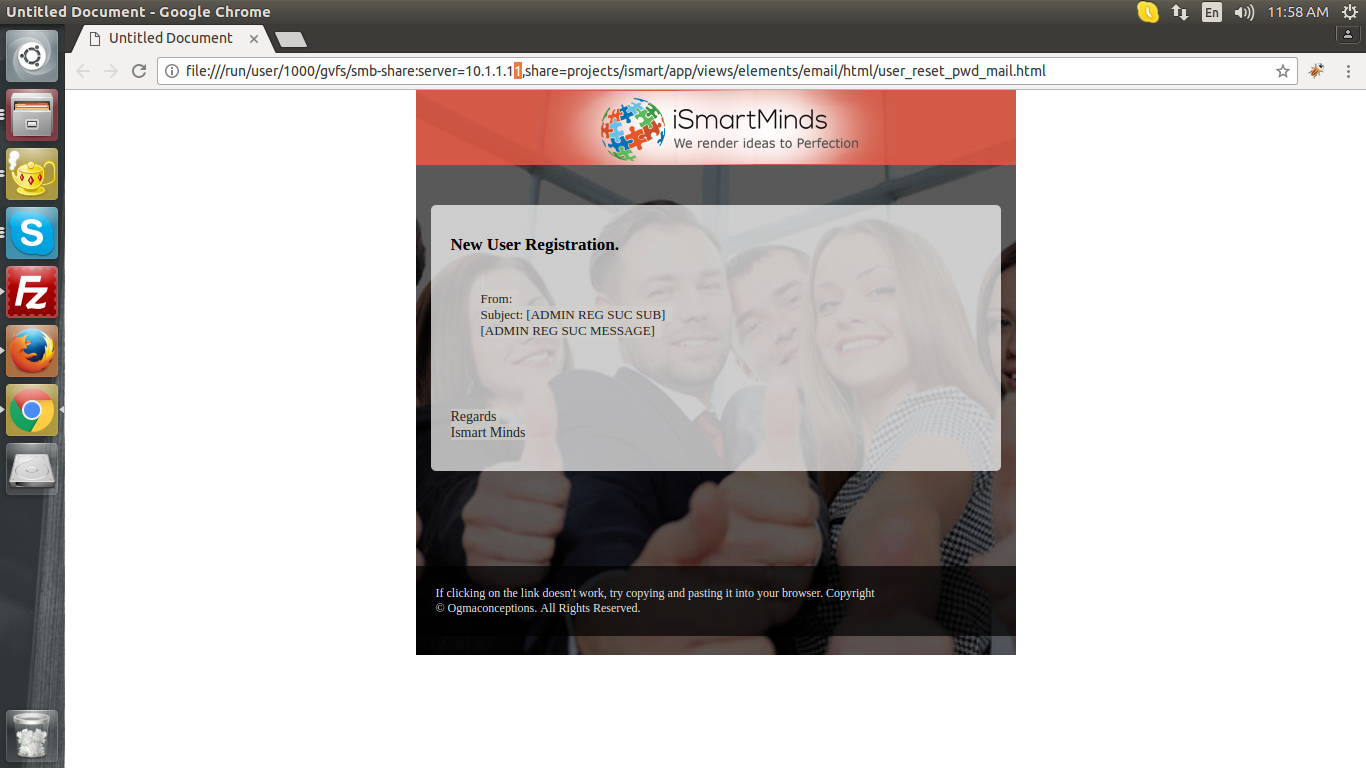 Untitled Document - Google Chrome
En
11:58 AM
Untitled Document
file:///run/user/1000/gvfs/smb-share:server=10.1.1.11,share=projects/ismart/app/views/elements/email/html/user_reset_pwd_mail.html
iSmartMinds
We render ideas to Perfection
New User Registration.
From:
Subject: [ADMIN REG SUC SUB]
[ADMIN REG SUC MESSAGE]
Regards
Ismart Minds
If clicking on the link doesn't work, try copying and pasting it into your browser. Copyright
© Ogmaconceptions. All Rights Reserved.
S
Fz